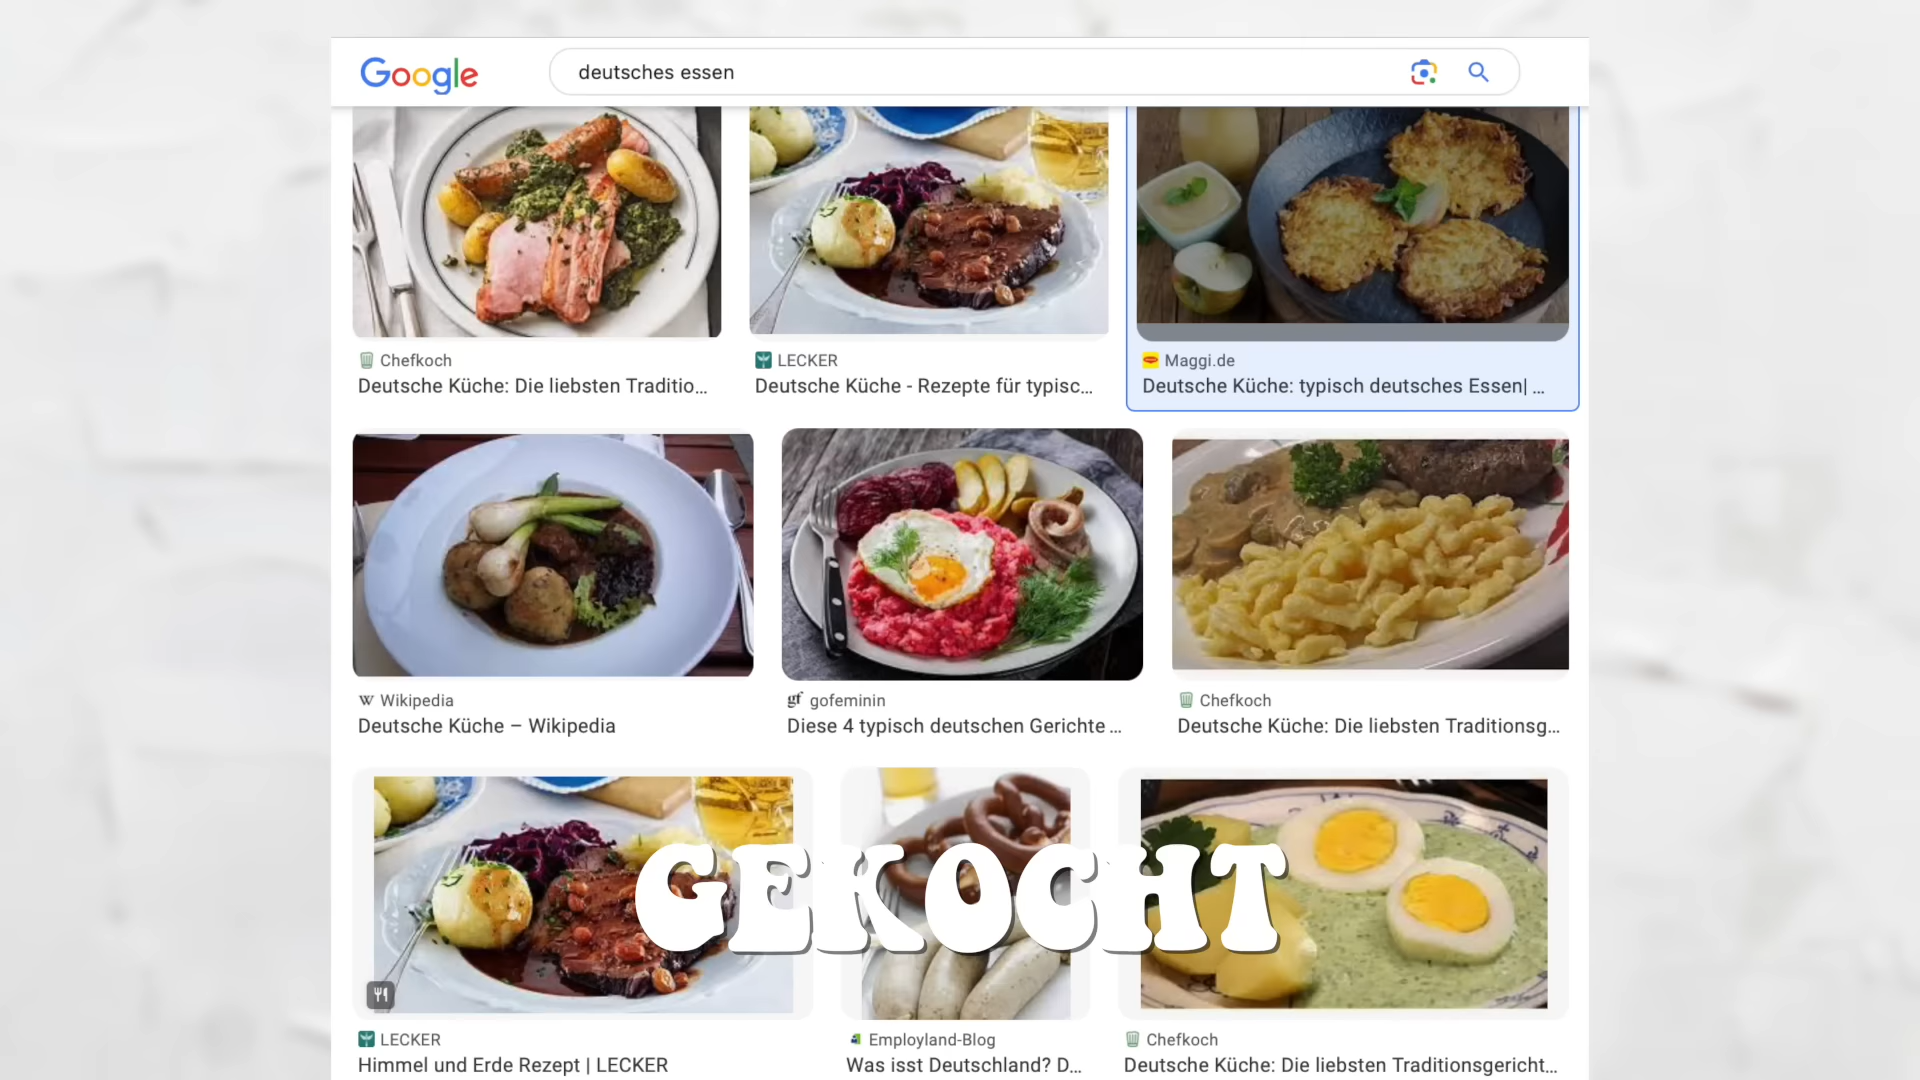 Google
deutsches essen
Chefkoch
Deutsche Küche: Die liebsten Traditio...
LECKER
Deutsche Küche - Rezepte für typisc...
Maggi.de
Deutsche Küche: typisch deutsches Essen| ...
W Wikipedia
Deutsche Küche – Wikipedia
gf gofeminin
Diese 4 typisch deutschen Gerichte ...
Chefkoch
Deutsche Küche: Die liebsten Traditionsg...
GEKOCHT
LECKER
Himmel und Erde Rezept | LECKER
Employland-Blog
Was isst Deutschland? D...
Chefkoch
Deutsche Küche: Die liebsten Traditionsgericht...